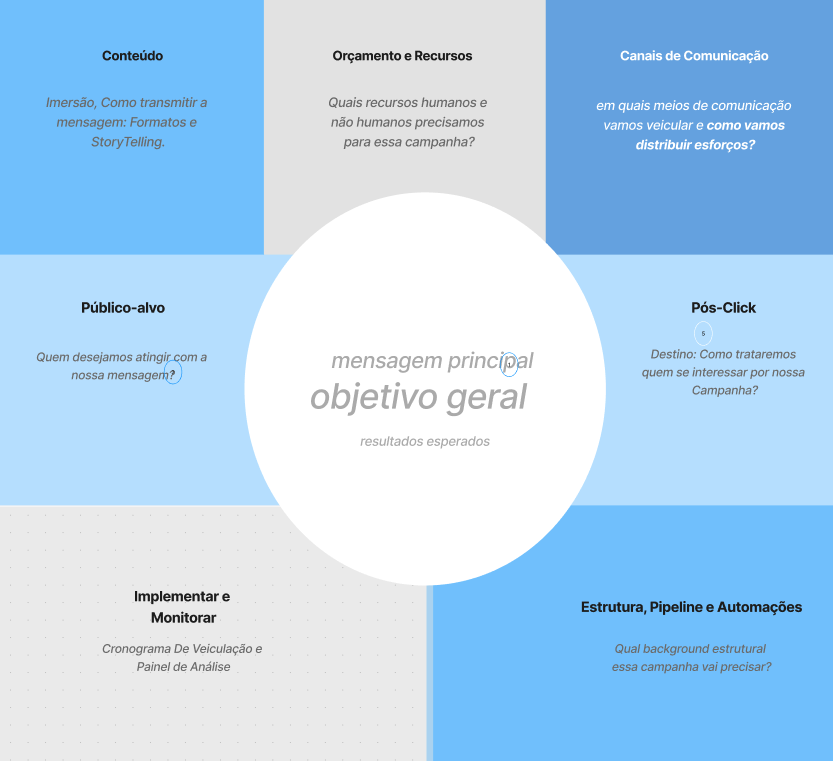 Conteúdo
Imersão, Como transmitir a
mensagem: Formatos e
StoryTelling.
Orçamento e Recursos
Quais recursos humanos e
não humanos precisamos
para essa campanha?
Canais de Comunicação
em quais meios de comunicação
vamos veicular e como vamos
distribuir esforços?
Público-alvo
Quem desejamos atingir com a
nossa mensagem?
mensagem principal
objetivo geral
resultados esperados
Pós-Click
5
Destino: Como trataremos
quem se interessar por nossa
Campanha?
Implementar e
Monitorar
Cronograma De Veiculação e
Painel de Análise
Estrutura, Pipeline e Automações
Qual background estrutural
essa campanha vai precisar?